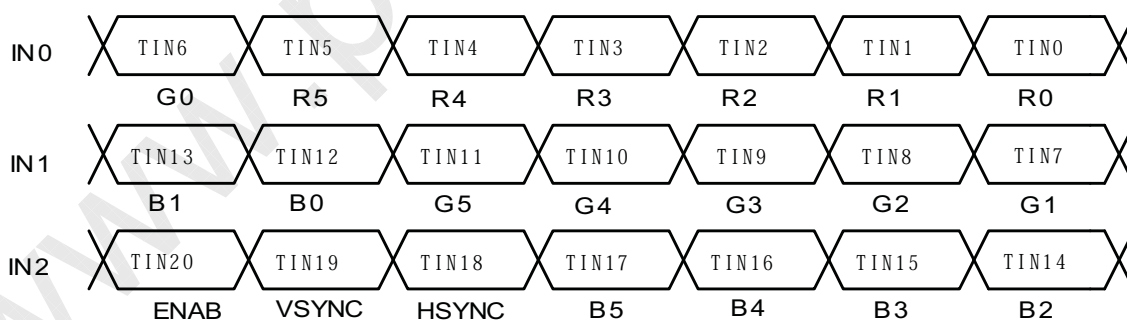 IN0 TIN6 TIN5 TIN4 TIN3 TIN2 TIN1 TIN0
G0 R5 R4 R3 R2 R1 R0
IN1 TIN13 TIN12 TIN11 TIN10 TIN9 TIN8 TIN7
B1 B0 G5 G4 G3 G2 G1
IN2 TIN20 TIN19 TIN18 TIN17 TIN16 TIN15 TIN14
ENAB VSYNC HSYNC B5 B4 B3 B2